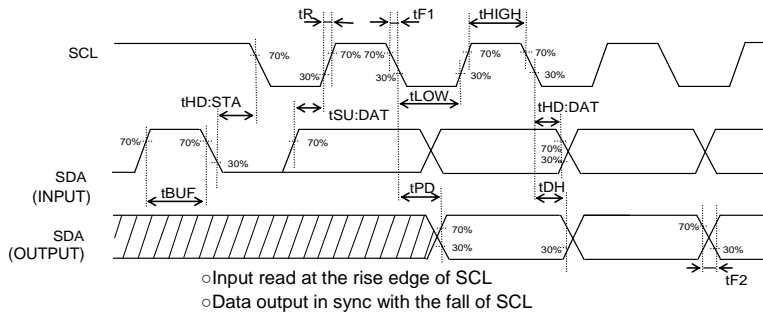 tR tF1 tHIGH
SCL 70% 30% 70% 70% 30% 30% 70% 70% 30%
tHD:STA tSU:DAT tLOW tHD:DAT
SDA
(INPUT)
70% 70% 30% 70% 70% 30%
tBUF tPD tDH
SDA
(OUTPUT)
70% 30% 30% 70% 30%
tF2
○Input read at the rise edge of SCL
○Data output in sync with the fall of SCL